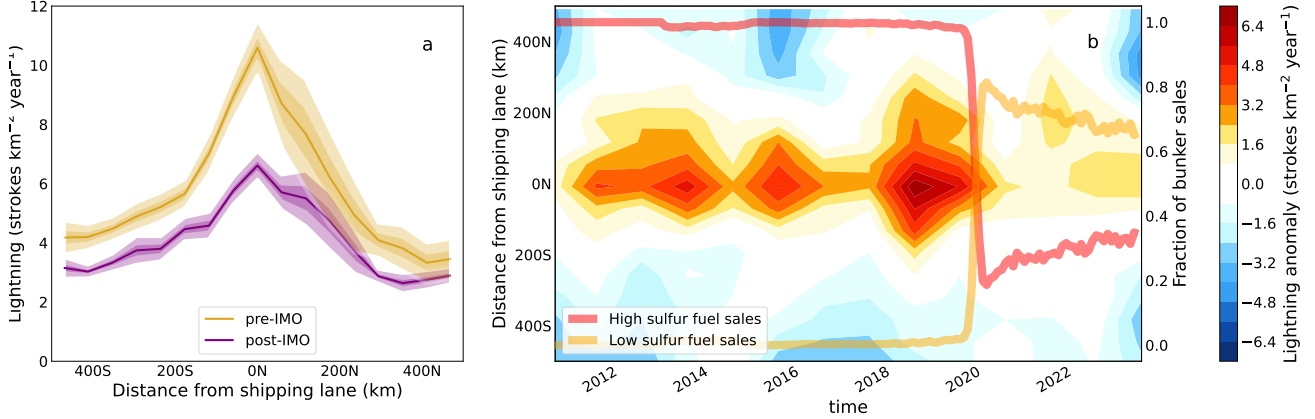 12
10
8
6
4
2
0
Lightning (strokes km⁻² year⁻¹)
a
pre-IMO
post-IMO
400S 200S 0N 200N 400N
Distance from shipping lane (km)
400N
200N
0N
200S
400S
Distance from shipping lane (km)
b
High sulfur fuel sales
Low sulfur fuel sales
2012 2014 2016 2018 2020 2022
time
1.0
0.8
0.6
0.4
0.2
0.0
Fraction of bunker sales
6.4
4.8
3.2
1.6
0.0
−1.6
−3.2
−4.8
−6.4
Lightning anomaly (strokes km⁻² year⁻¹)